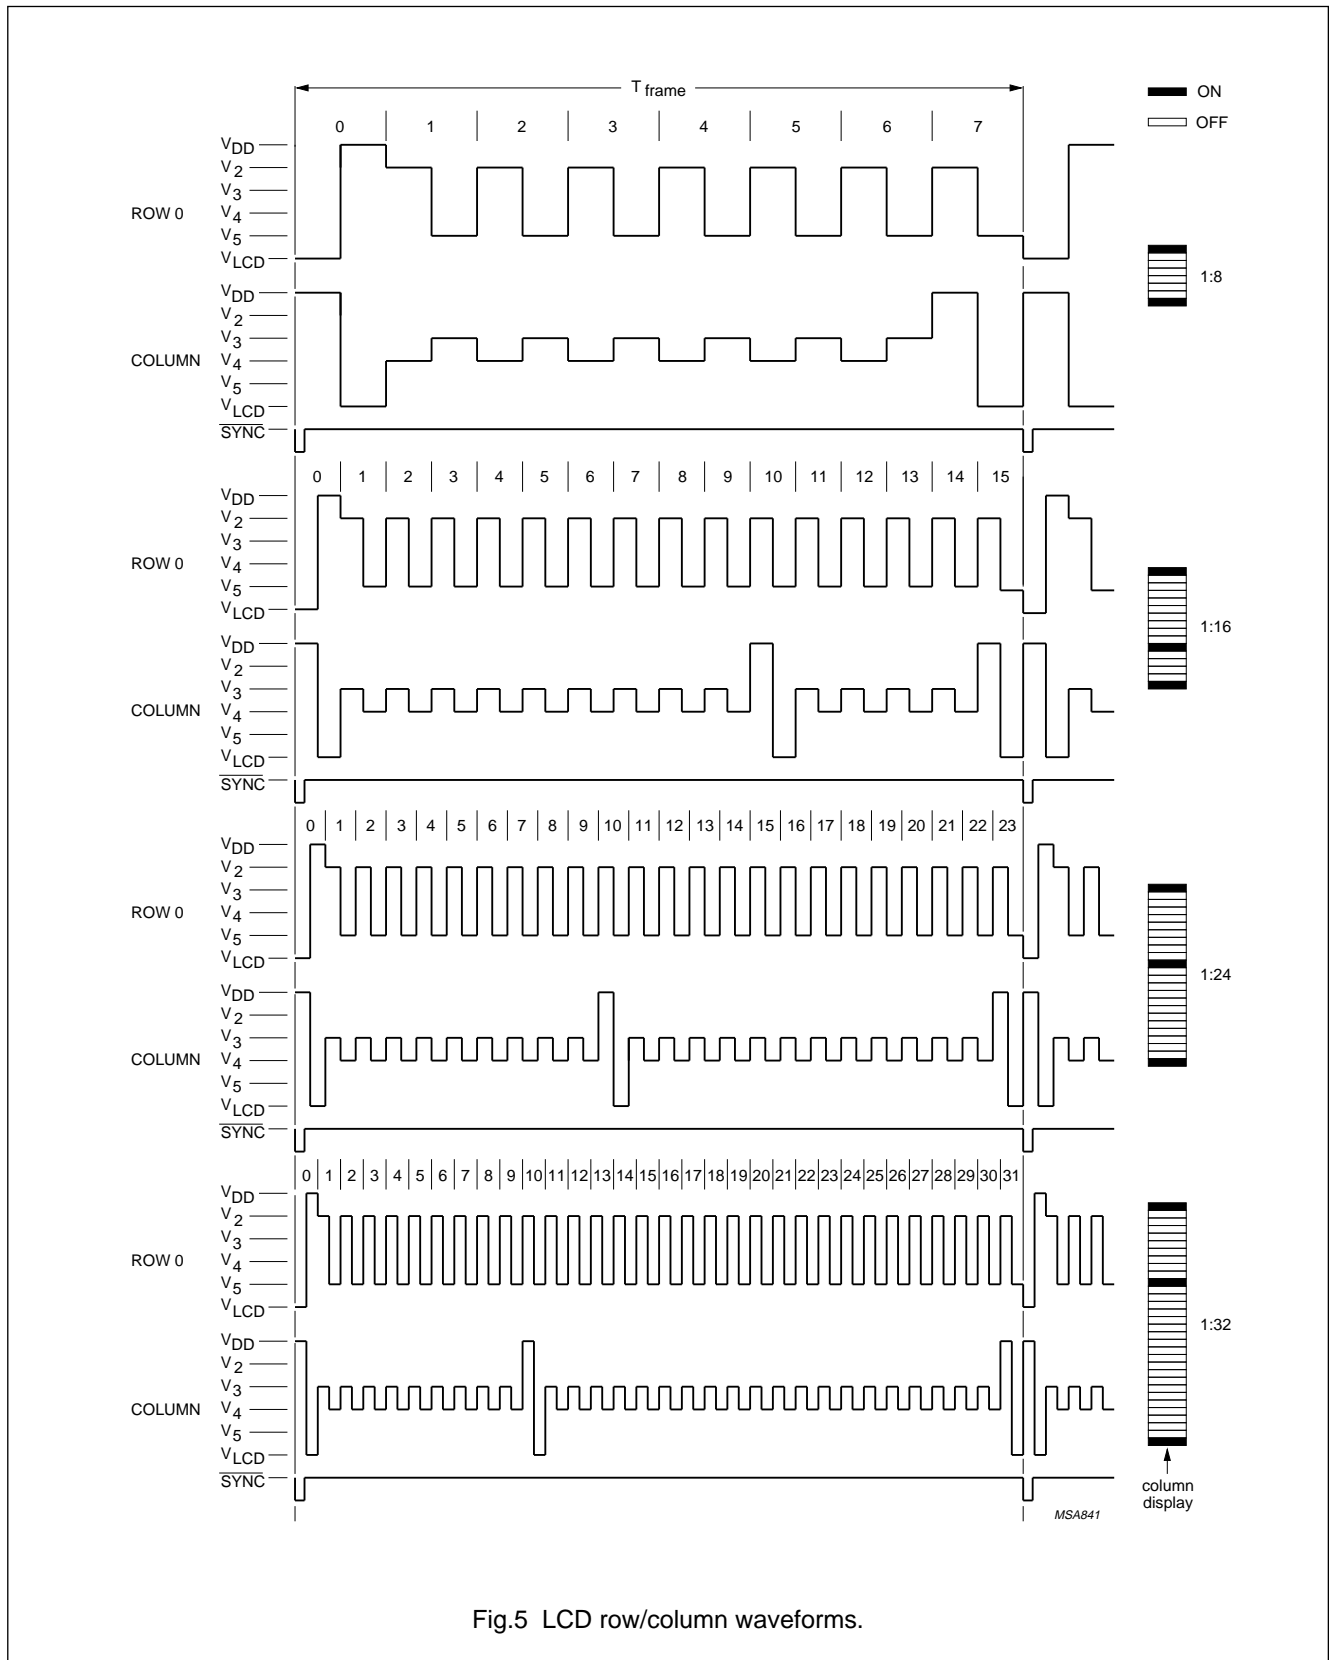 T frame
ON
OFF
0 1 2 3 4 5 6 7
VDD
V2
V3
ROW 0
V4
V5
VLCD
1:8
VDD
V2
V3
COLUMN
V4
V5
VLCD
SYNC
0 1 2 3 4 5 6 7 8 9 10 11 12 13 14 15
VDD
V2
V3
ROW 0
V4
V5
VLCD
1:16
VDD
V2
V3
COLUMN
V4
V5
VLCD
SYNC
0 1 2 3 4 5 6 7 8 9 10 11 12 13 14 15 16 17 18 19 20 21 22 23
VDD
V2
V3
ROW 0
V4
V5
VLCD
1:24
VDD
V2
V3
COLUMN
V4
V5
VLCD
SYNC
0 1 2 3 4 5 6 7 8 9 10 11 12 13 14 15 16 17 18 19 20 21 22 23 24 25 26 27 28 29 30 31
VDD
V2
V3
ROW 0
V4
V5
VLCD
1:32
VDD
V2
V3
COLUMN
V4
V5
VLCD
SYNC
column
display
MSA841
Fig.5 LCD row/column waveforms.